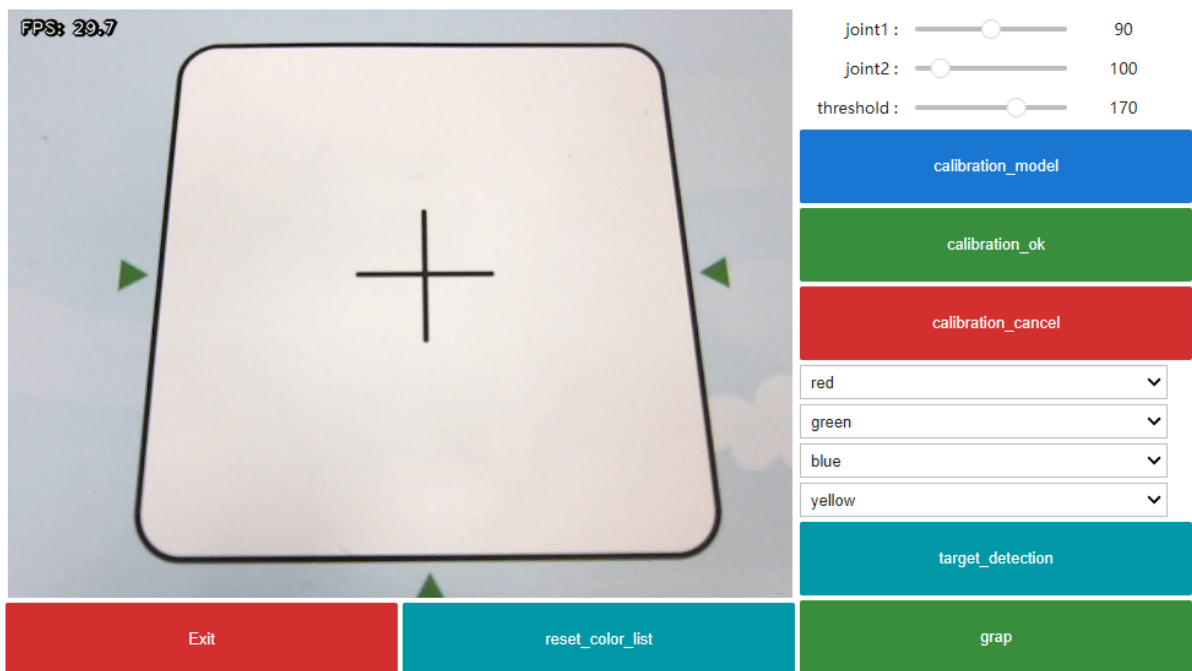 FPS: 29.7
joint1 : 90
joint2 : 100
threshold : 170
calibration_model
calibration_ok
calibration_cancel
red
green
blue
yellow
target_detection
Exit
reset_color_list
grap